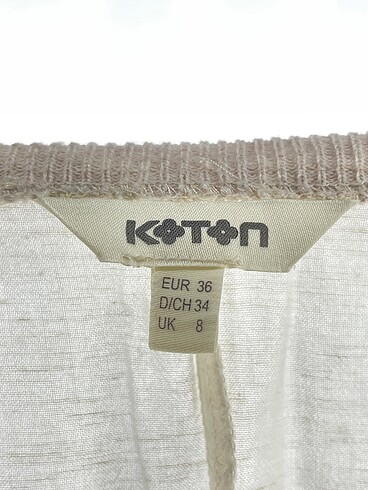 KOTON
EUR 36
D/CH 34
UK 8